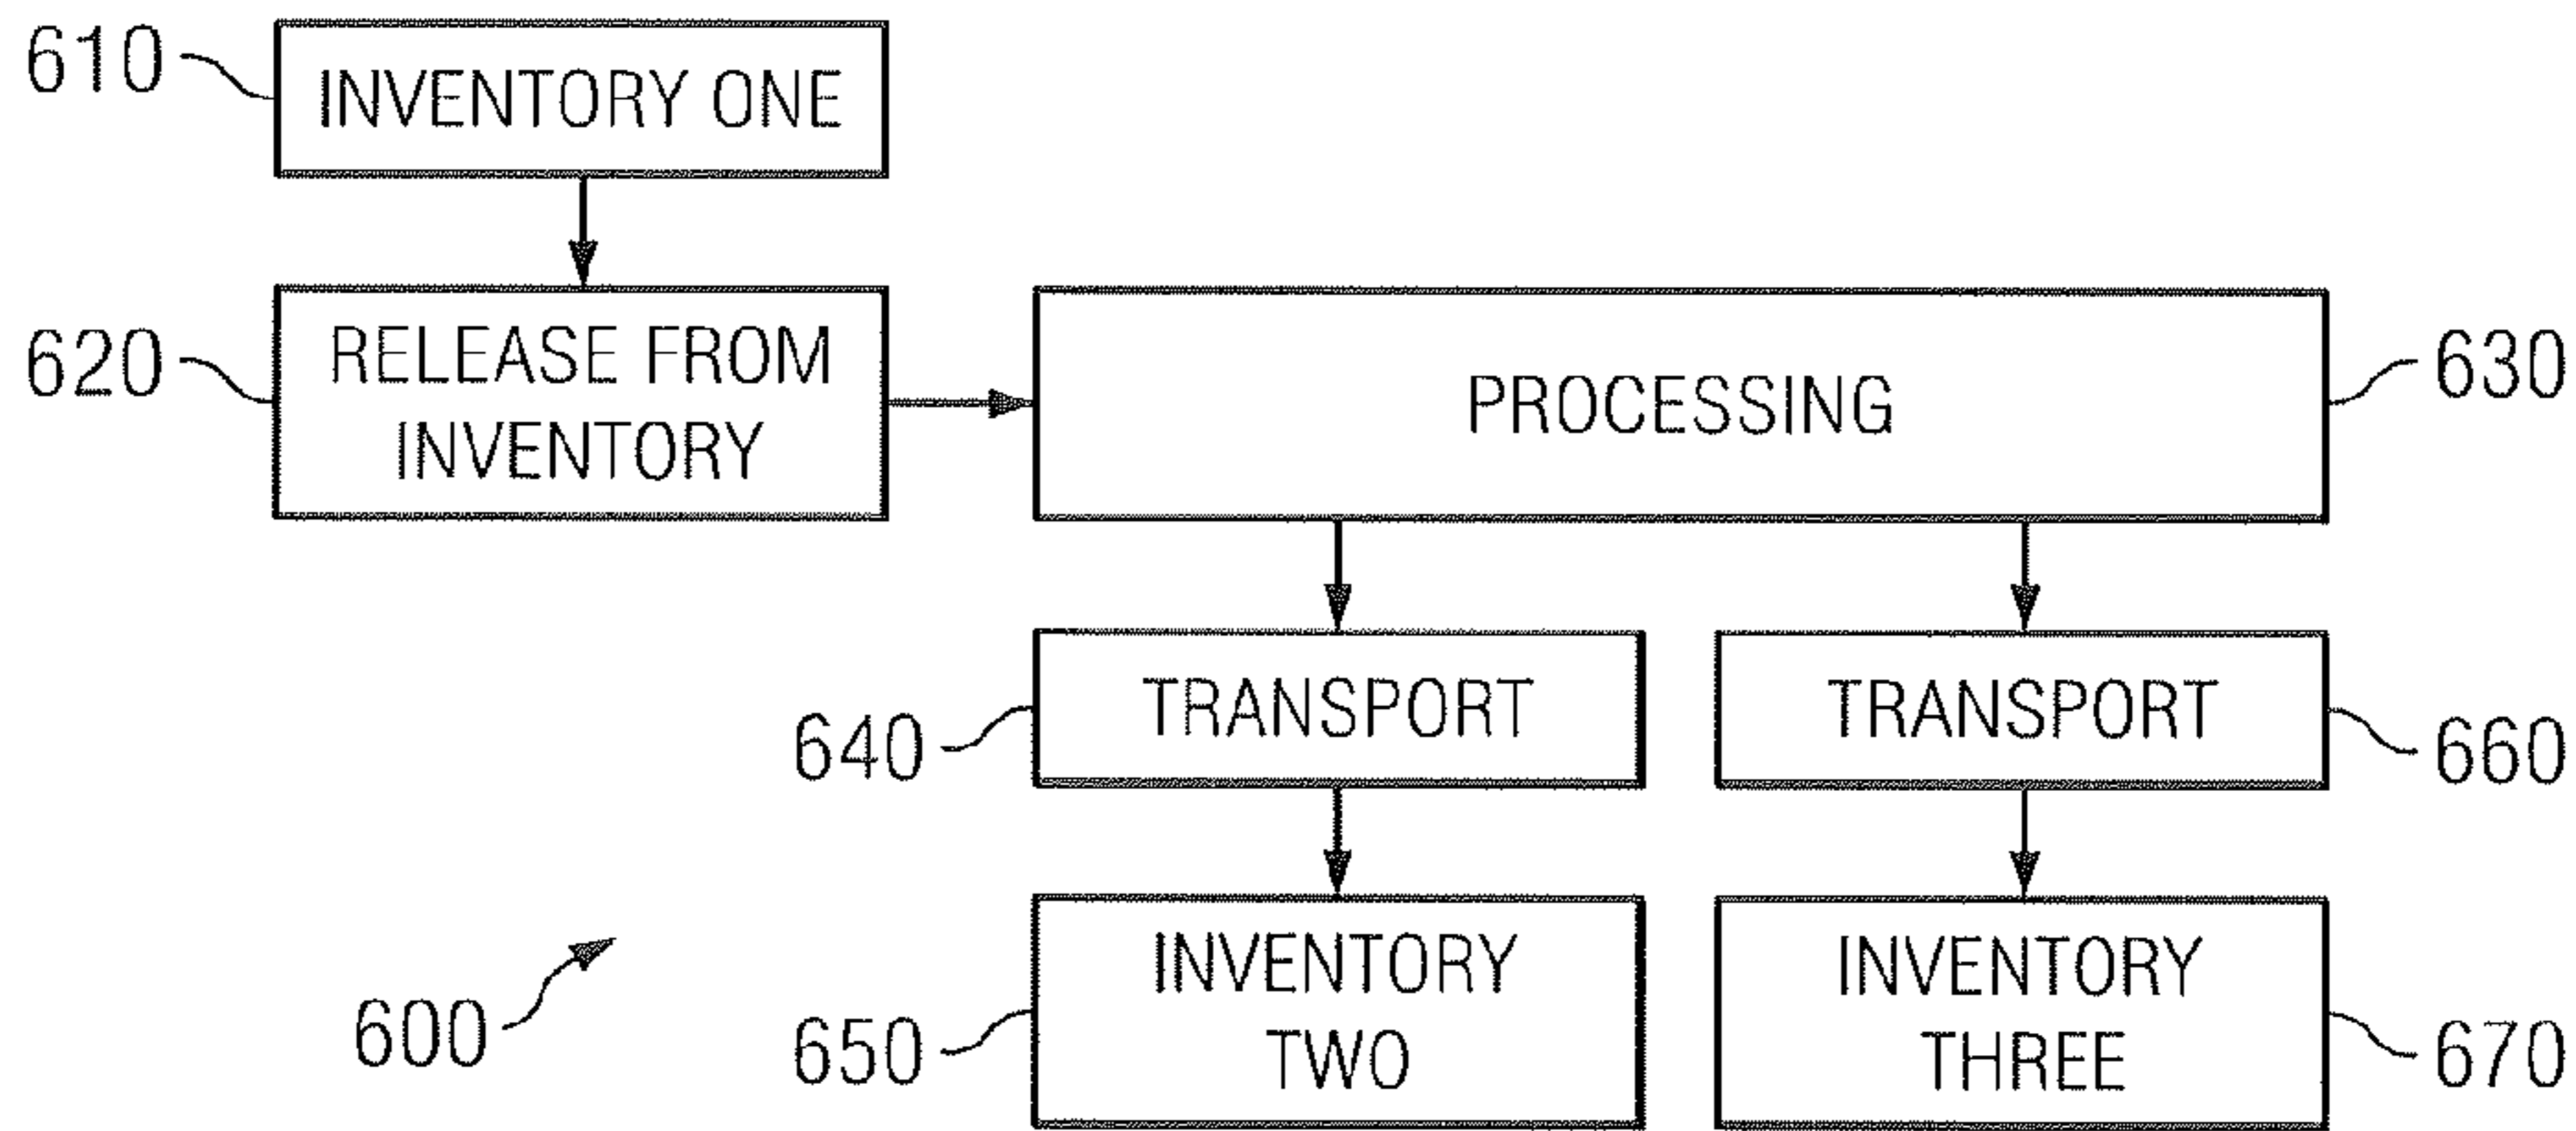 610
INVENTORY ONE
620
RELEASE FROM
INVENTORY
PROCESSING
630
640
TRANSPORT
TRANSPORT
660
600
650
INVENTORY
TWO
INVENTORY
THREE
670